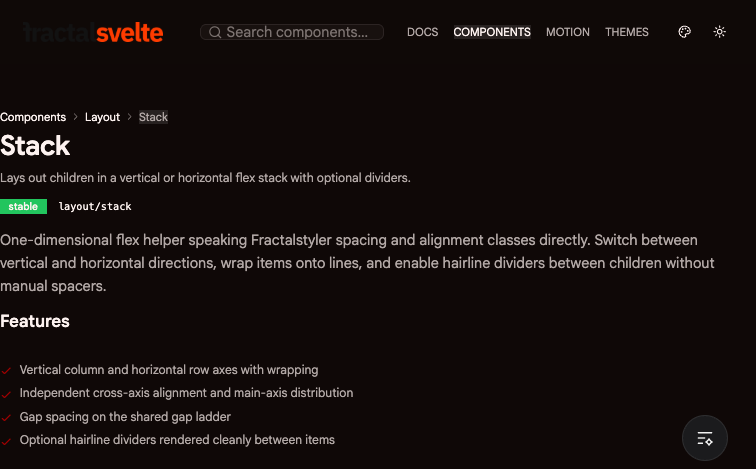 fractalsvelte
Search components...
DOCS
COMPONENTS
MOTION
THEMES
Components > Layout > Stack
Stack
Lays out children in a vertical or horizontal flex stack with optional dividers.
stable layout/stack
One-dimensional flex helper speaking Fractalstyler spacing and alignment classes directly. Switch between
vertical and horizontal directions, wrap items onto lines, and enable hairline dividers between children without
manual spacers.
Features
Vertical column and horizontal row axes with wrapping
Independent cross-axis alignment and main-axis distribution
Gap spacing on the shared gap ladder
Optional hairline dividers rendered cleanly between items